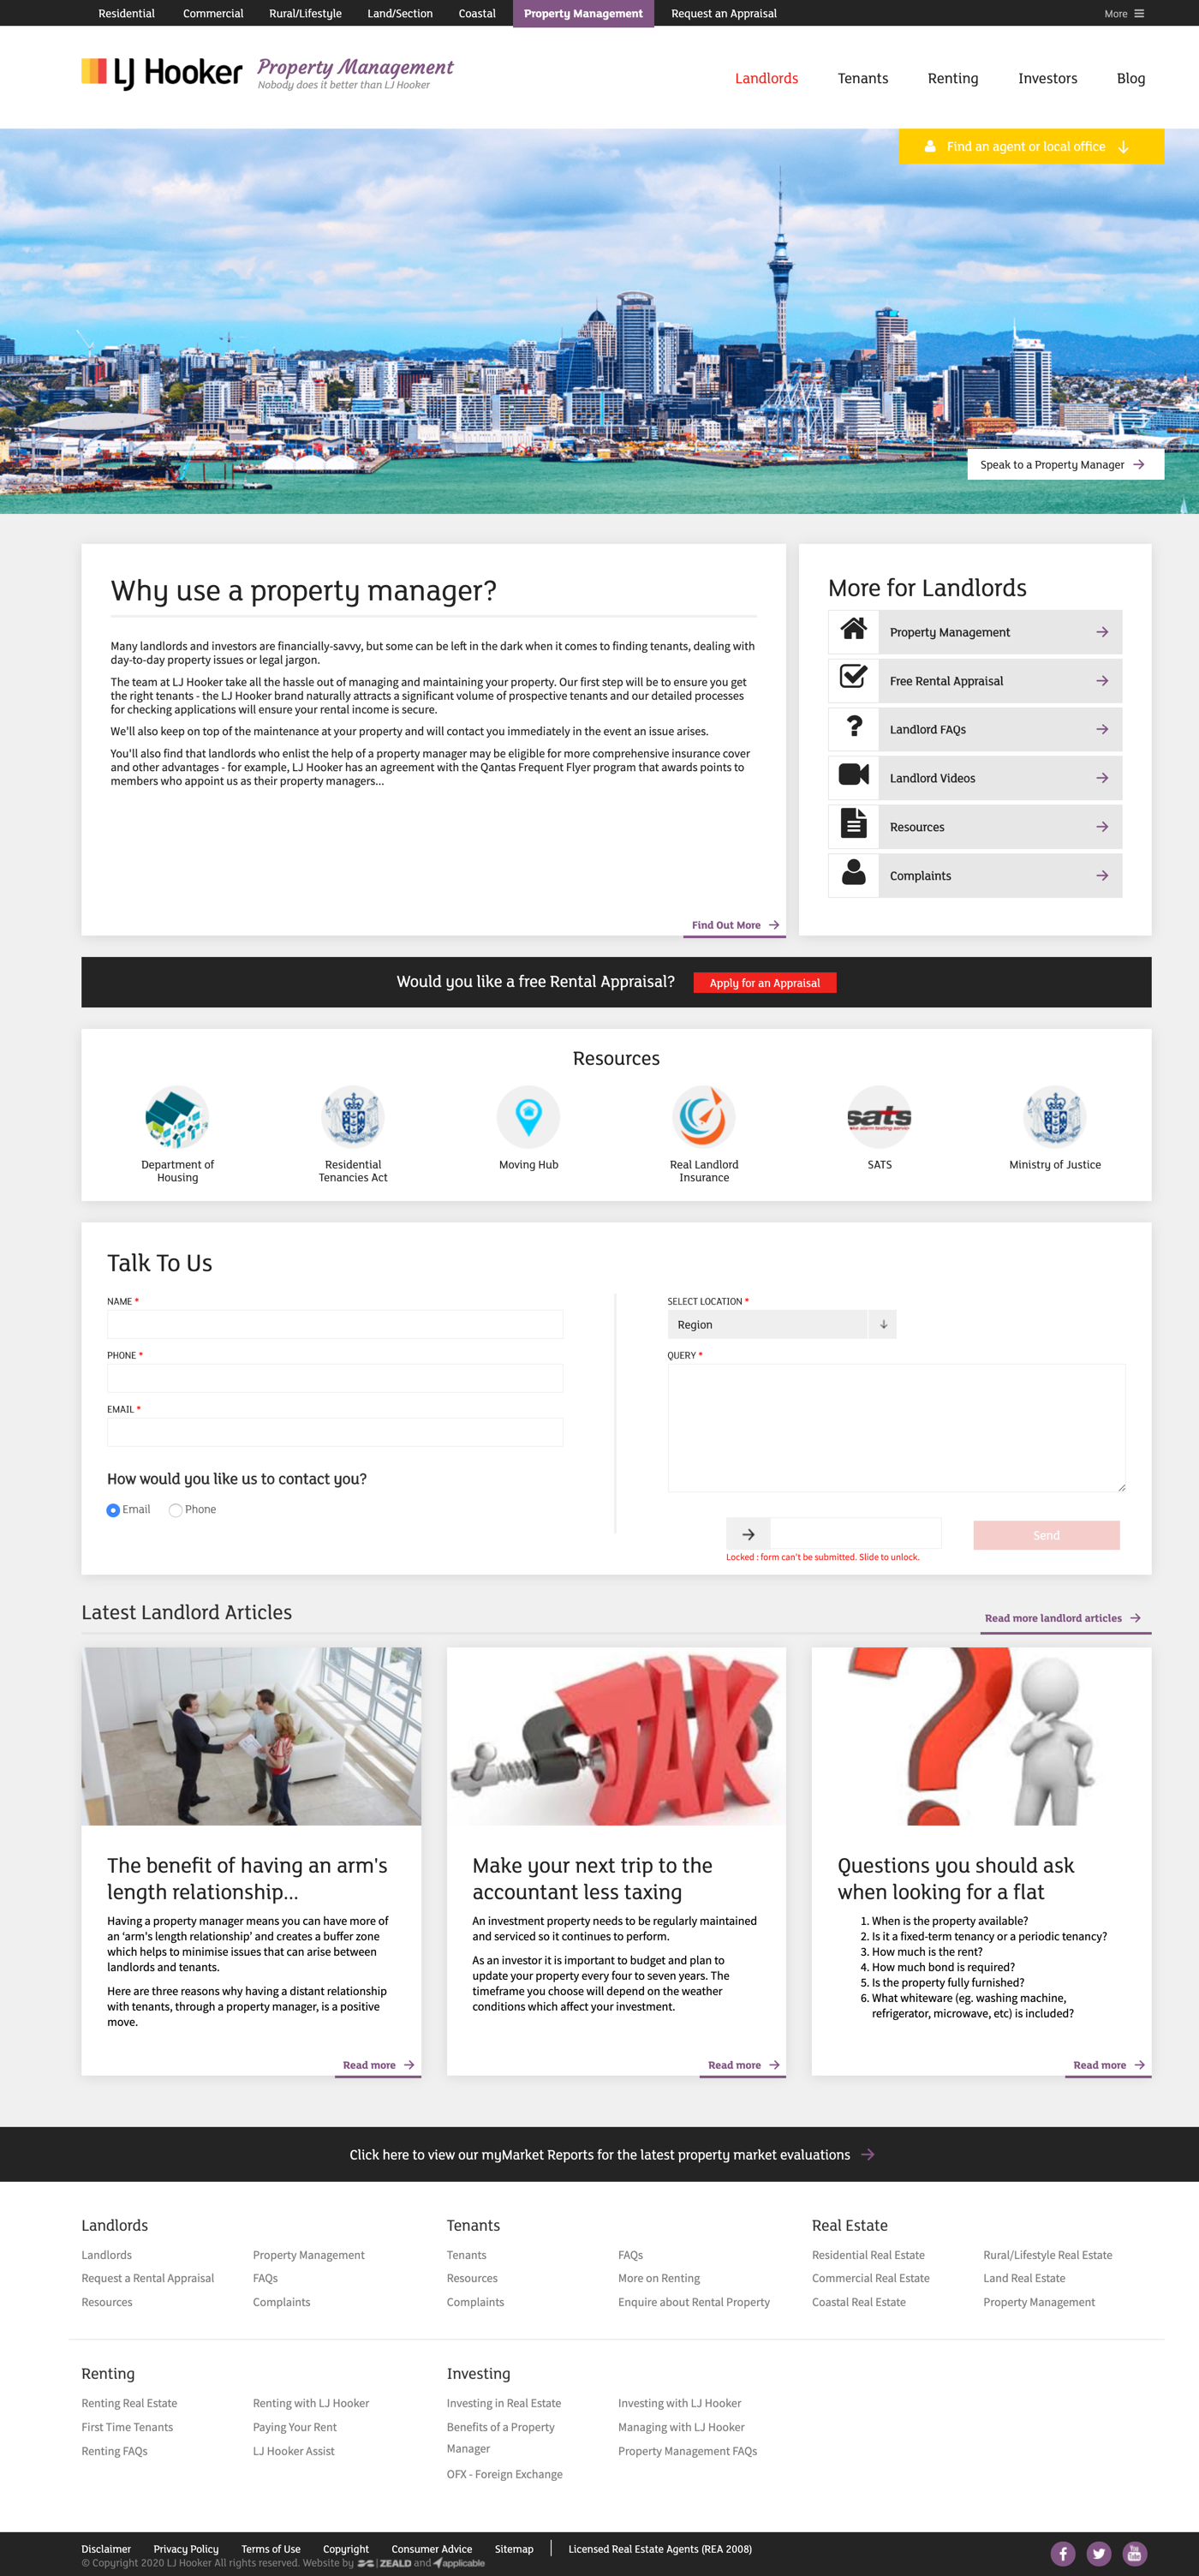 Residential Commercial Rural/Lifestyle Land/Section Coastal Property Management Request an Appraisal More
LJ Hooker Property Management
Nobody does it better than LJ Hooker
Landlords Tenants Renting Investors Blog
Find an agent or local office
Speak to a Property Manager
Why use a property manager?
Many landlords and investors are financially-savvy, but some can be left in the dark when it comes to finding tenants, dealing with
day-to-day property issues or legal jargon.
The team at LJ Hooker take all the hassle out of managing and maintaining your property. Our first step will be to ensure you get
the right tenants - the LJ Hooker brand naturally attracts a significant volume of prospective tenants and our detailed processes
for checking applications will ensure your rental income is secure.
We'll also keep on top of the maintenance at your property and will contact you immediately in the event an issue arises.
You'll also find that landlords who enlist the help of a property manager may be eligible for more comprehensive insurance cover
and other advantages - for example, LJ Hooker has an agreement with the Qantas Frequent Flyer program that awards points to
members who appoint us as their property managers...
Find Out More
More for Landlords
Property Management
Free Rental Appraisal
Landlord FAQs
Landlord Videos
Resources
Complaints
Would you like a free Rental Appraisal? Apply for an Appraisal
Resources
sats
Department of
Housing
Residential
Tenancies Act
Moving Hub
Real Landlord
Insurance
SATS
Ministry of Justice
Talk To Us
NAME *
PHONE *
EMAIL *
How would you like us to contact you?
Email Phone
SELECT LOCATION *
Region
QUERY *
Send
Locked : form can't be submitted. Slide to unlock.
Latest Landlord Articles
Read more landlord articles
TAX
The benefit of having an arm's
length relationship...
Having a property manager means you can have more of
an 'arm's length relationship' and creates a buffer zone
which helps to minimise issues that can arise between
landlords and tenants.
Here are three reasons why having a distant relationship
with tenants, through a property manager, is a positive
move.
Read more
Make your next trip to the
accountant less taxing
An investment property needs to be regularly maintained
and serviced so it continues to perform.
As an investor it is important to budget and plan to
update your property every four to seven years. The
timeframe you choose will depend on the weather
conditions which affect your investment.
Read more
Questions you should ask
when looking for a flat
1. When is the property available?
2. Is it a fixed-term tenancy or a periodic tenancy?
3. How much is the rent?
4. How much bond is required?
5. Is the property fully furnished?
6. What whiteware (eg. washing machine,
refrigerator, microwave, etc) is included?
Read more
Click here to view our myMarket Reports for the latest property market evaluations
Landlords
Landlords Property Management
Request a Rental Appraisal FAQs
Resources Complaints
Tenants
Tenants FAQs
Resources More on Renting
Complaints Enquire about Rental Property
Real Estate
Residential Real Estate Rural/Lifestyle Real Estate
Commercial Real Estate Land Real Estate
Coastal Real Estate Property Management
Renting
Renting Real Estate Renting with LJ Hooker
First Time Tenants Paying Your Rent
Renting FAQs LJ Hooker Assist
Investing
Investing in Real Estate Investing with LJ Hooker
Benefits of a Property
Manager
Managing with LJ Hooker
Property Management FAQs
OFX - Foreign Exchange
Disclaimer Privacy Policy Terms of Use Copyright Consumer Advice Sitemap Licensed Real Estate Agents (REA 2008)
© Copyright 2020 LJ Hooker All rights reserved. Website by ZEALD and applicable